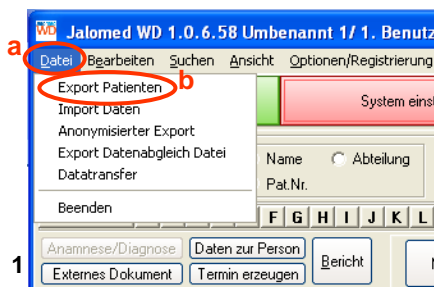 WD Jalomed WD 1.0.6.58 Umbenannt 1/ 1. Benutz
a
Datei Bearbeiten Suchen Ansicht Optionen/Registrierung
Export Patienten b
System einst
Import Daten
Anonymisierter Export
Export Datenabgleich Datei
Name Abteilung
Datatransfer
Pat.Nr.
Beenden
F G H I J K L
Anamnese/Diagnose Daten zur Person
Bericht
1
Externes Dokument Termin erzeugen